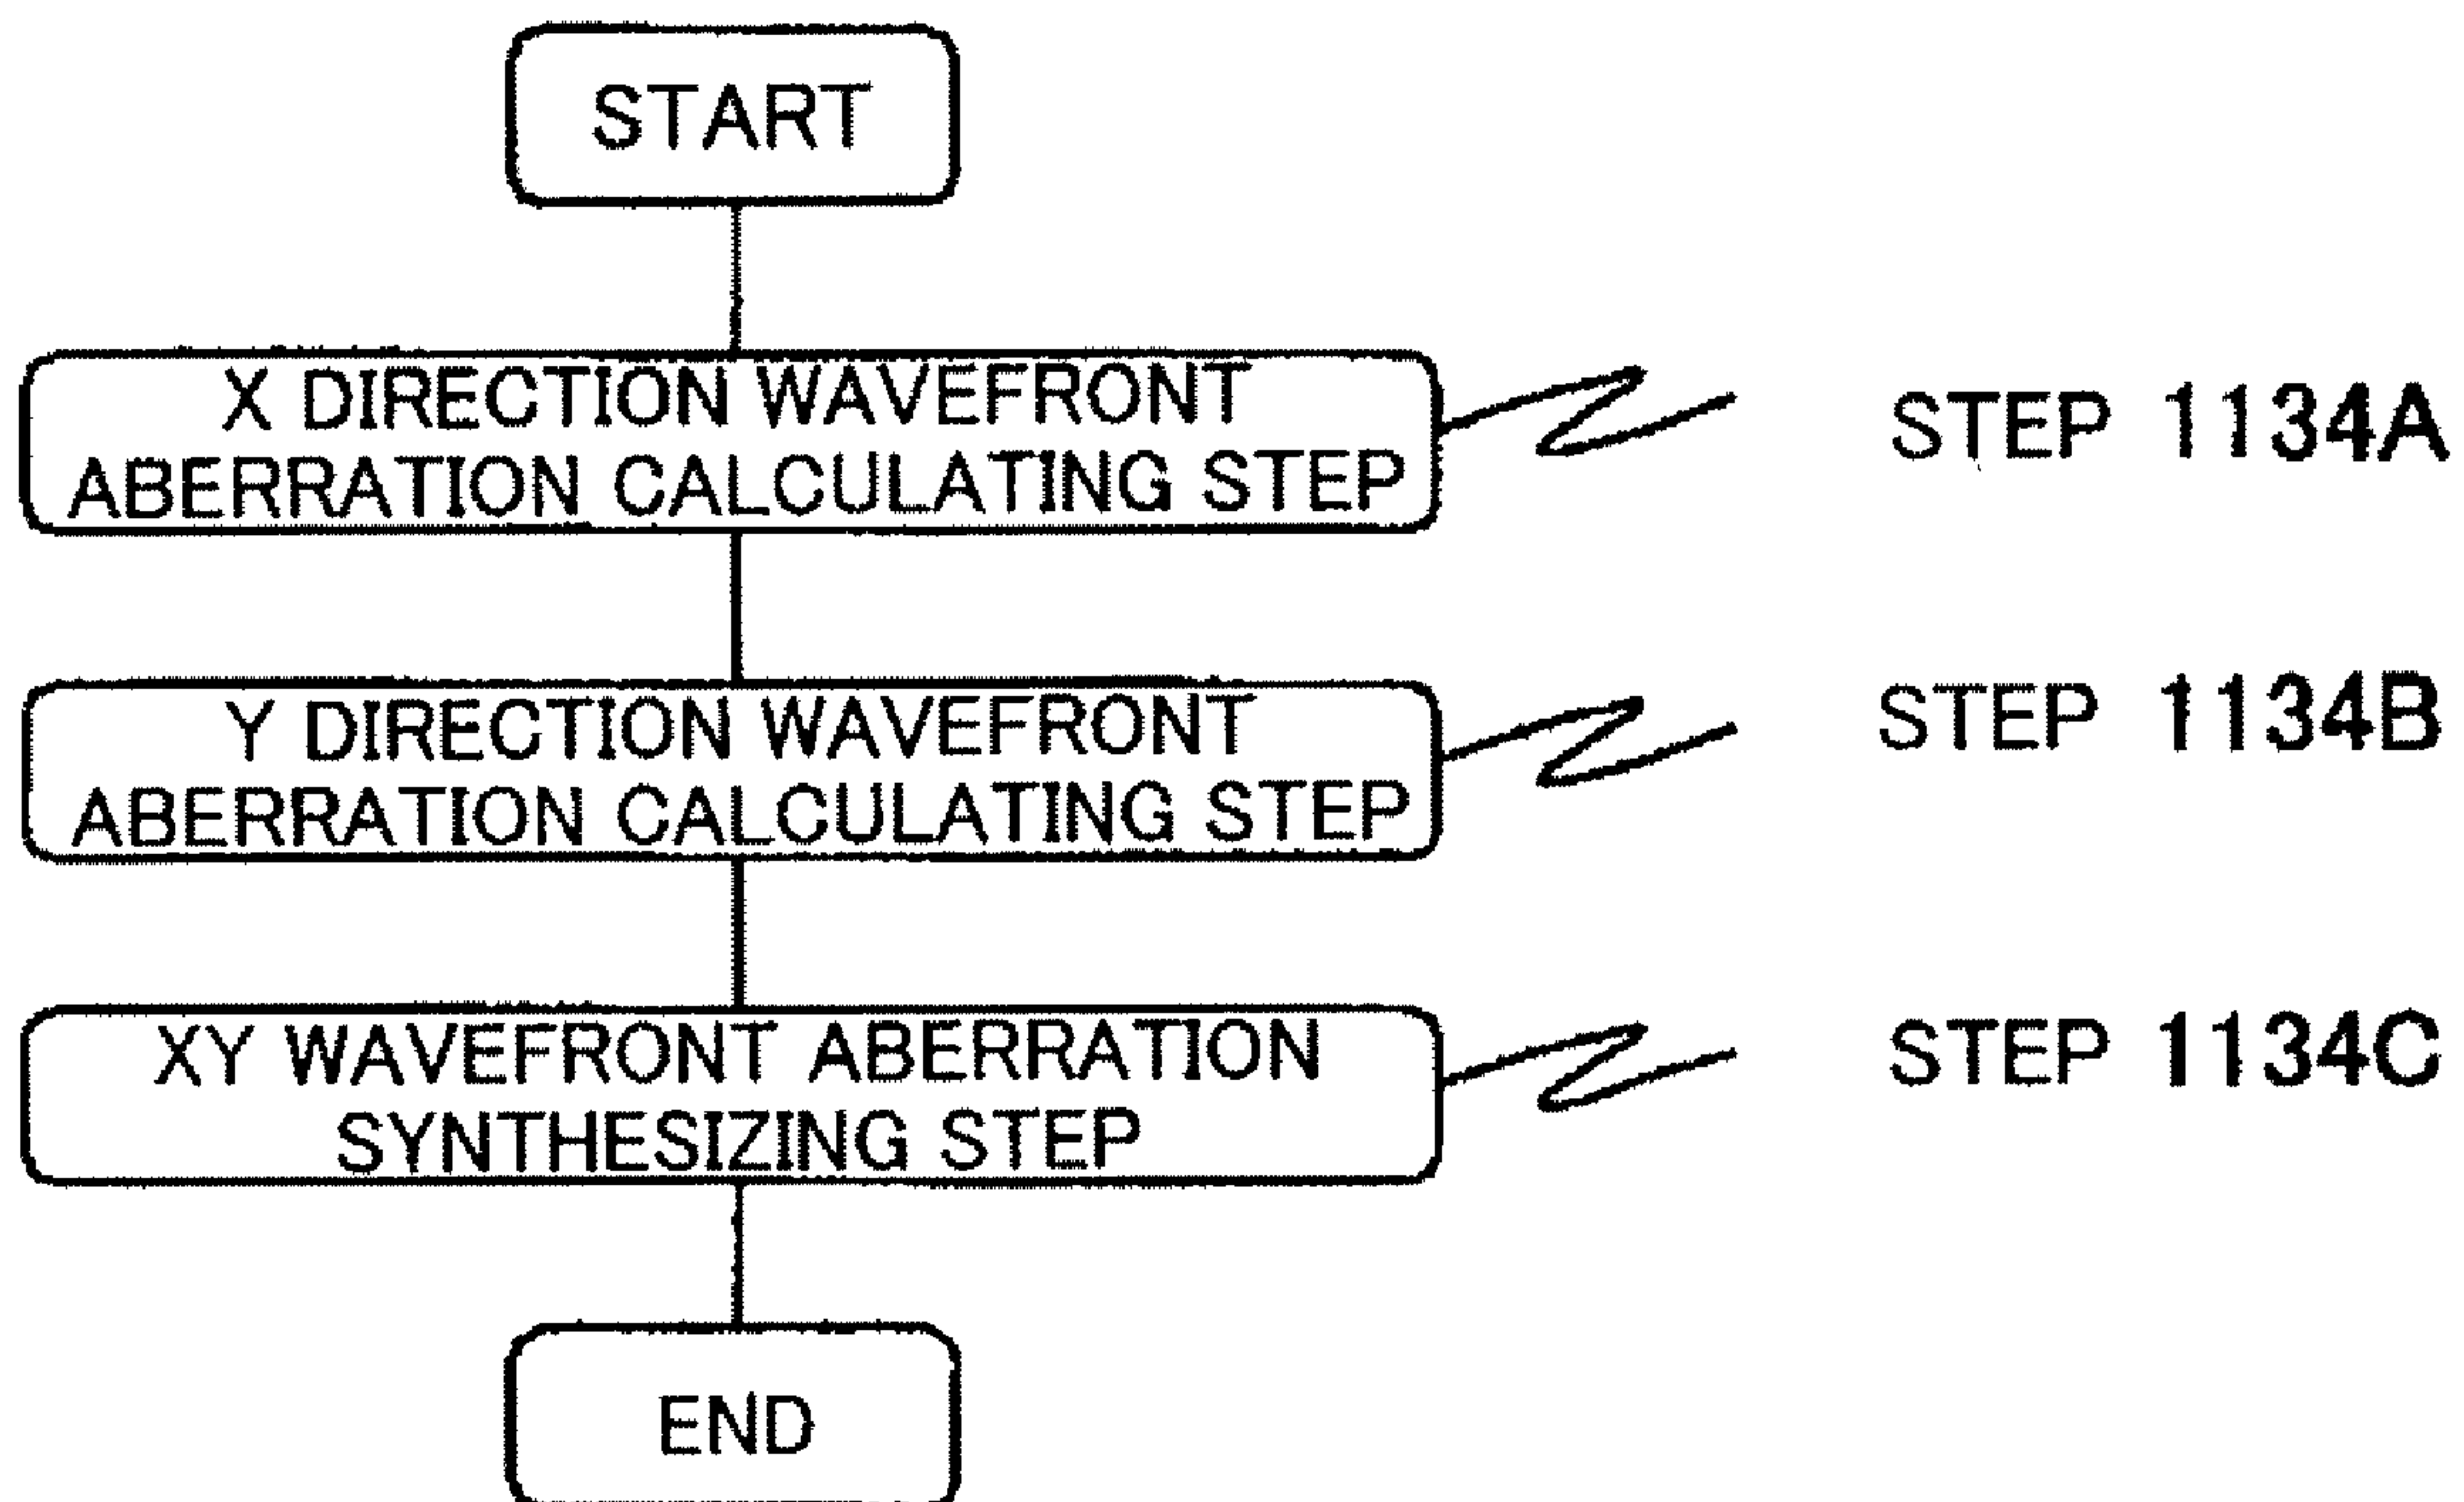 START
X DIRECTION WAVEFRONT
ABERRATION CALCULATING STEP
STEP 1134A
Y DIRECTION WAVEFRONT
ABERRATION CALCULATING STEP
STEP 1134B
XY WAVEFRONT ABERRATION
SYNTHESIZING STEP
STEP 1134C
END